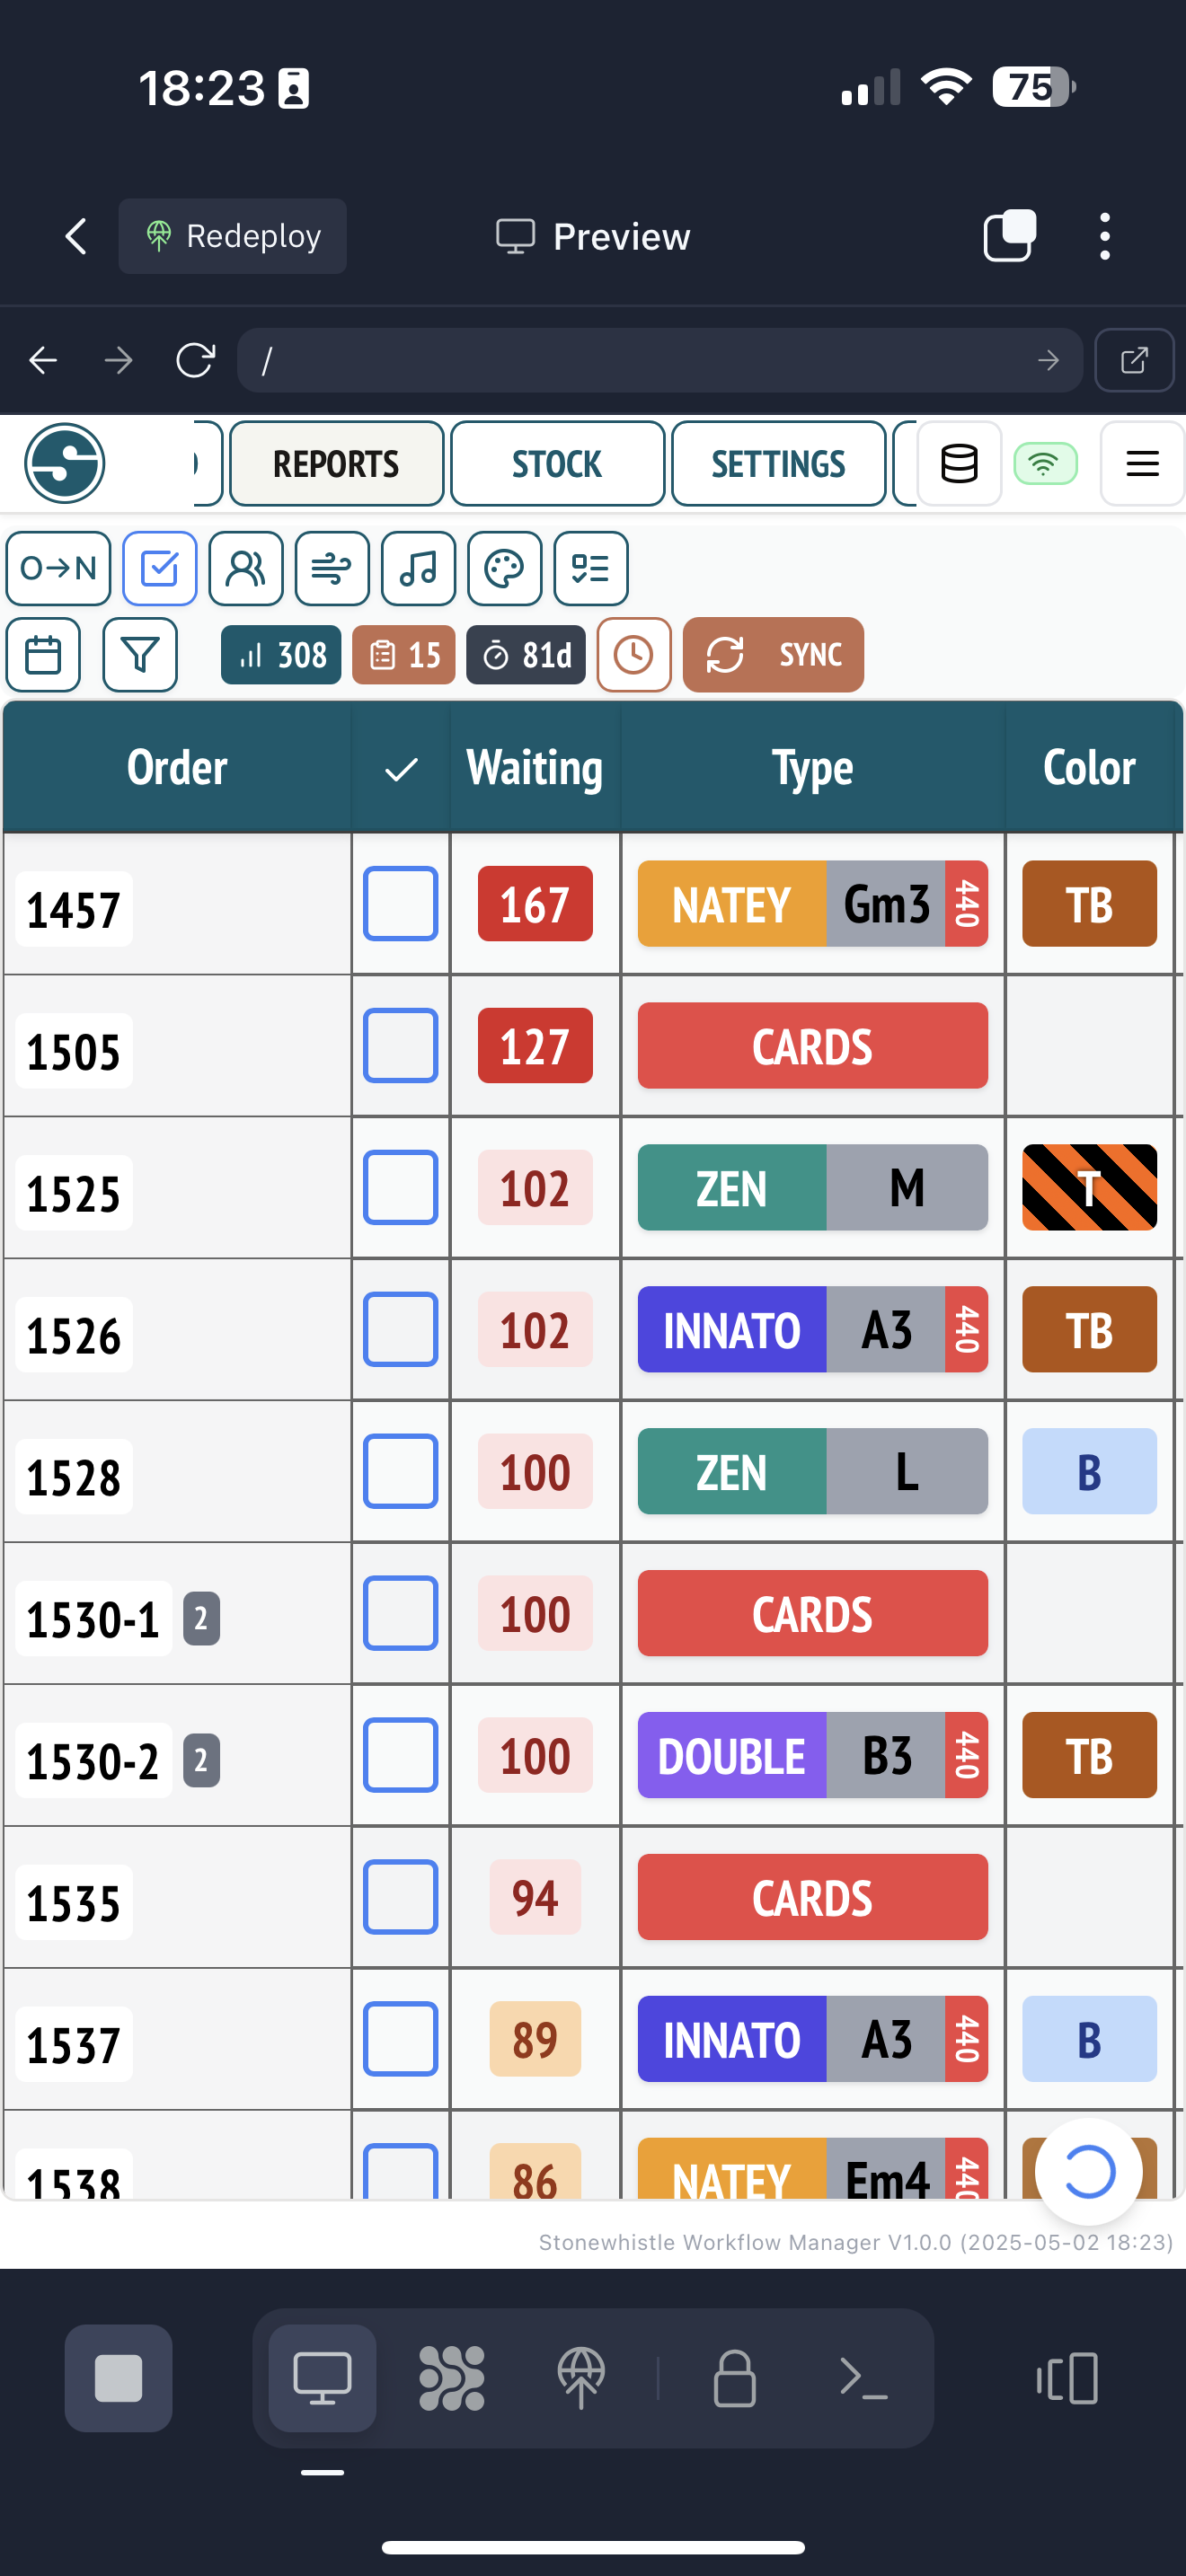 18:23
75
Redeploy
Preview
/
REPORTS
STOCK
SETTINGS
O→N
308
15
81d
SYNC
Order ✓ Waiting Type Color
1457 167 NATEY Gm3 440 TB
1505 127 CARDS
1525 102 ZEN M T
1526 102 INNATO A3 440 TB
1528 100 ZEN L B
1530-1 2 100 CARDS
1530-2 2 100 DOUBLE B3 440 TB
1535 94 CARDS
1537 89 INNATO A3 440 B
1538 86 NATEY Em4 440
Stonewhistle Workflow Manager V1.0.0 (2025-05-02 18:23)